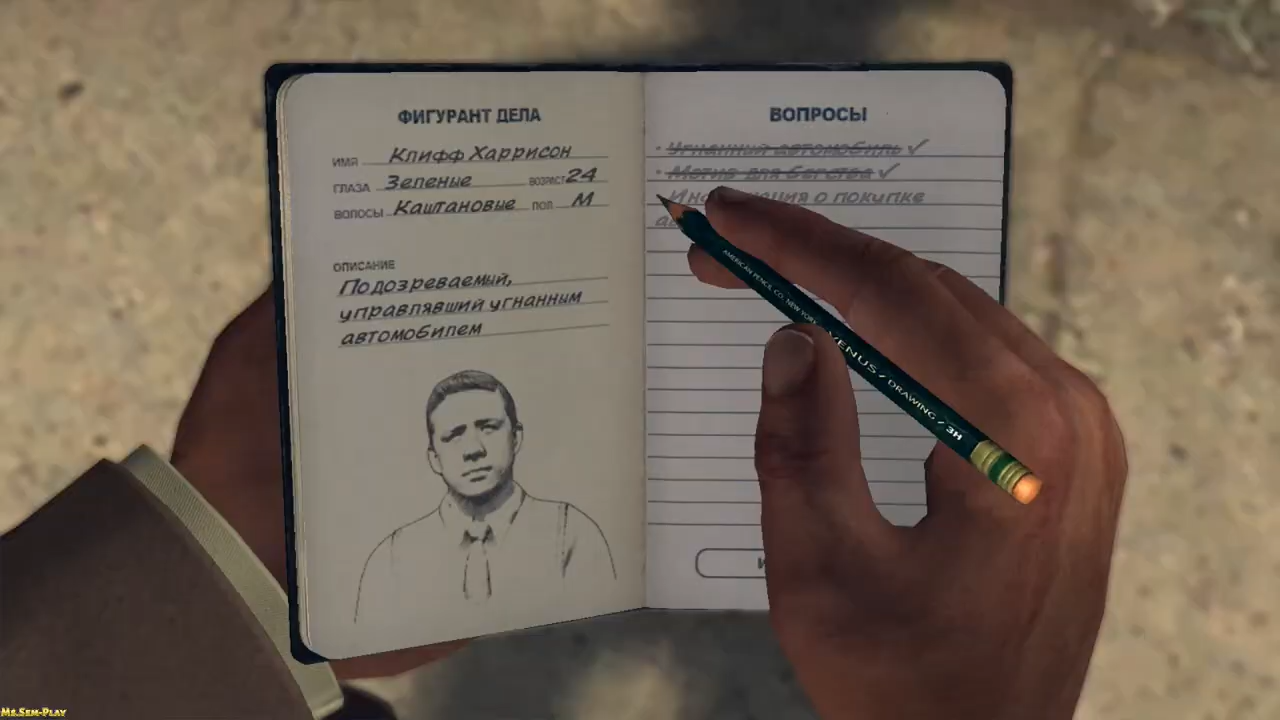 ФИГУРАНТ ДЕЛА
ИМЯ Клифф Харрисон
ГЛАЗА Зеленые ВОЗРАСТ 24
ВОЛОСЫ Каштановые ПОЛ М
ОПИСАНИЕ
Подозреваемый,
управлявший угнанным
автомобилем
ВОПРОСЫ
· Угнанный автомобиль ✓
· Мотив для бегства ✓
о покупке
AMERICAN PENCIL CO. NEW YORK VENUS / DRAWING / 3H
Ms.Sem-Play